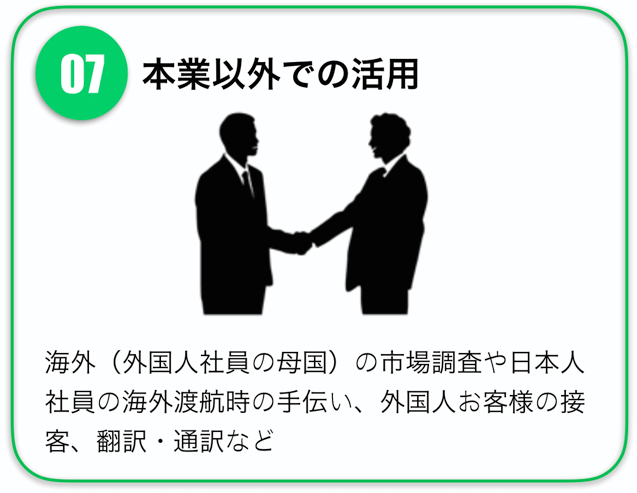 07
本業以外での活用
海外（外国人社員の母国）の市場調査や日本人
社員の海外渡航時の手伝い、外国人お客様の接
客、翻訳・通訳など